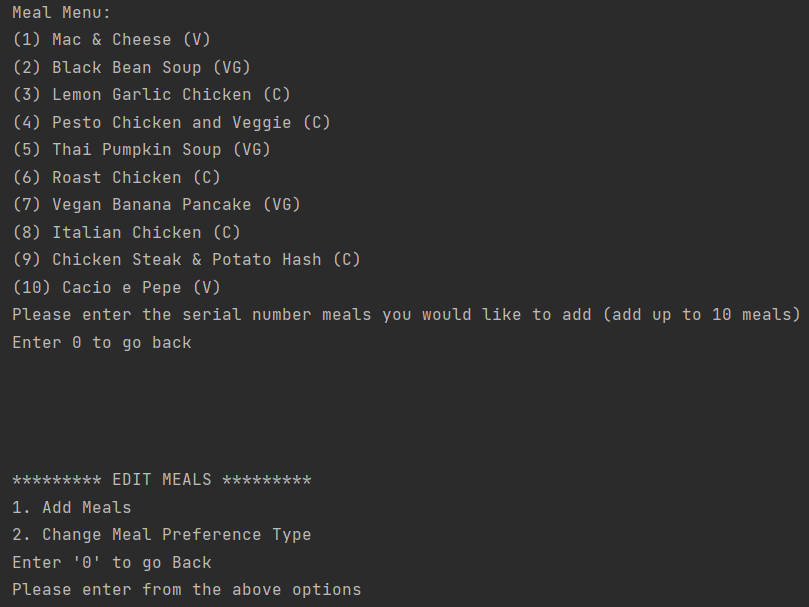 Meal Menu:
(1) Mac & Cheese (V)
(2) Black Bean Soup (VG)
(3) Lemon Garlic Chicken (C)
(4) Pesto Chicken and Veggie (C)
(5) Thai Pumpkin Soup (VG)
(6) Roast Chicken (C)
(7) Vegan Banana Pancake (VG)
(8) Italian Chicken (C)
(9) Chicken Steak & Potato Hash (C)
(10) Cacio e Pepe (V)
Please enter the serial number meals you would like to add (add up to 10 meals)
Enter 0 to go back
********* EDIT MEALS *********
1. Add Meals
2. Change Meal Preference Type
Enter '0' to go Back
Please enter from the above options